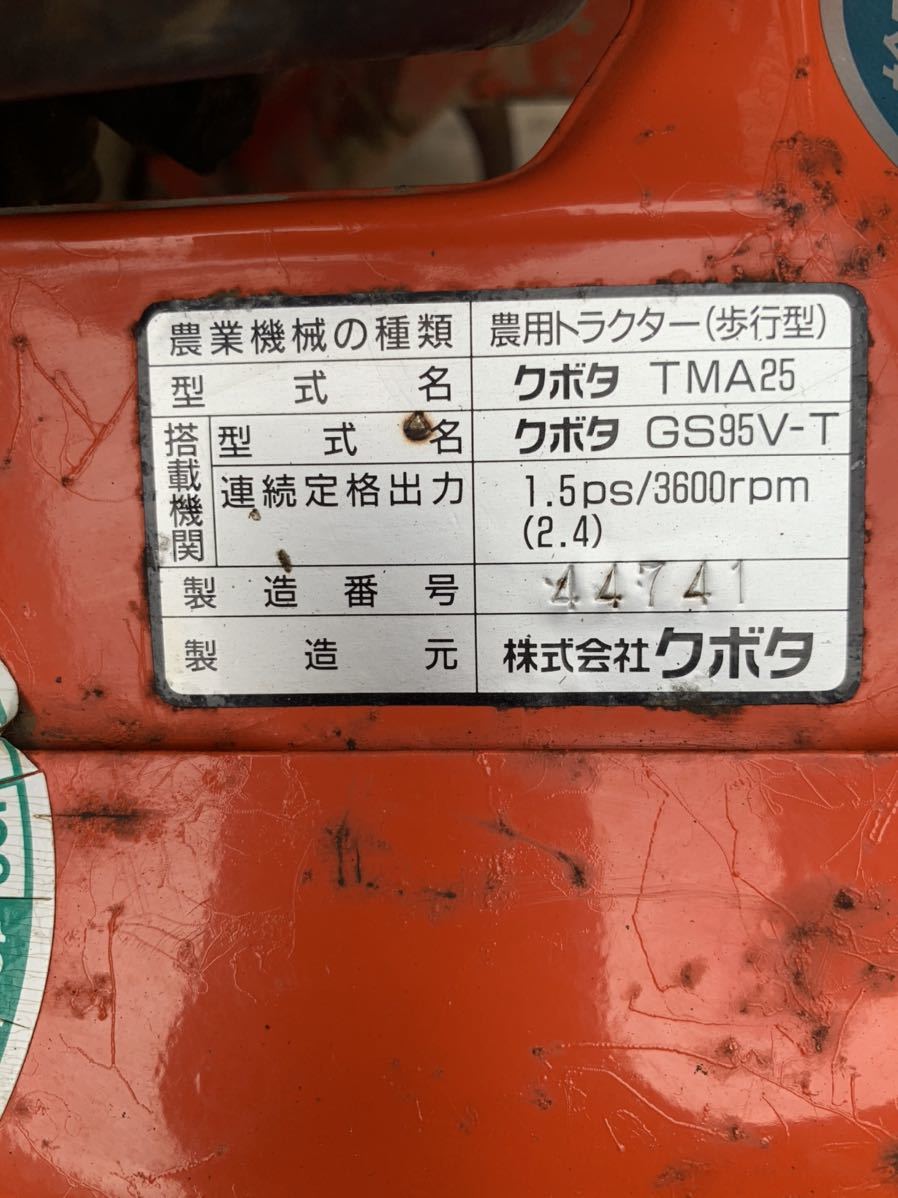 農業機械の種類 農用トラクター(歩行型)
型式名 クボタ TMA25
搭載機関 型式名 クボタ GS95V-T
連続定格出力 1.5ps/3600rpm
(2.4)
製造番号 44741
製造元 株式会社クボタ